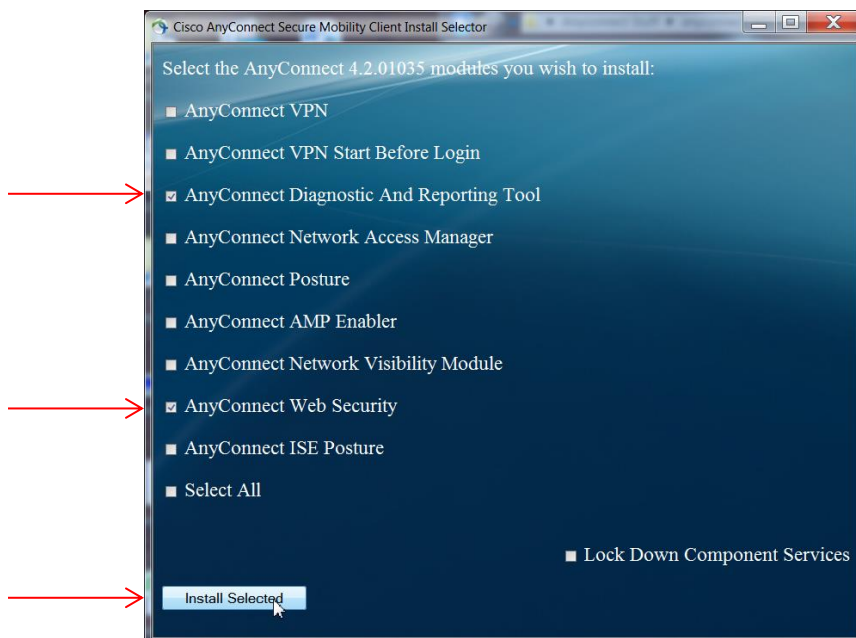 Cisco AnyConnect Secure Mobility Client Install Selector
Select the AnyConnect 4.2.01035 modules you wish to install:
AnyConnect VPN
AnyConnect VPN Start Before Login
AnyConnect Diagnostic And Reporting Tool
AnyConnect Network Access Manager
AnyConnect Posture
AnyConnect AMP Enabler
AnyConnect Network Visibility Module
AnyConnect Web Security
AnyConnect ISE Posture
Select All
Lock Down Component Services
Install Selected